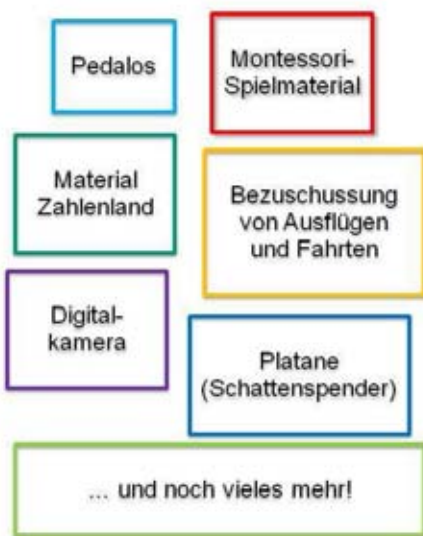 Pedalos
Montessori-
Spielmaterial
Material
Zahlenland
Bezuschussung
von Ausflügen
und Fahrten
Digital-
kamera
Platane
(Schattenspender)
... und noch vieles mehr!